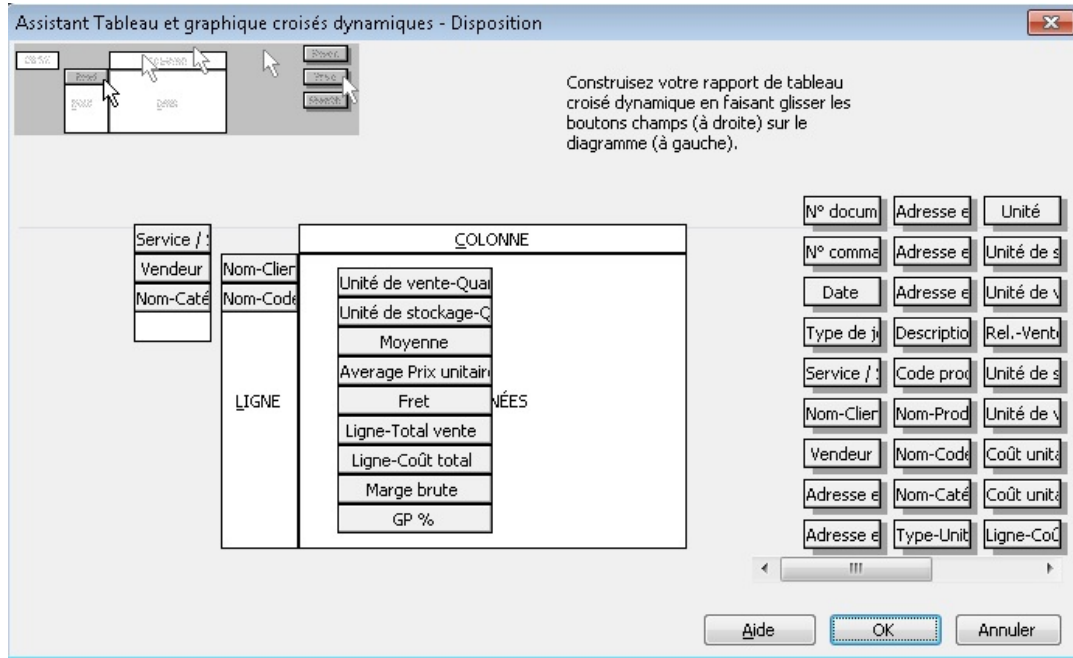 Assistant Tableau et graphique croisés dynamiques - Disposition
Construisez votre rapport de tableau
croisé dynamique en faisant glisser les
boutons champs (à droite) sur le
diagramme (à gauche).
Service / :
Vendeur
Nom-Caté
COLONNE
Nom-Clien
Nom-Code
LIGNE
Unité de vente-Quan
Unité de stockage-Q
Moyenne
Average Prix unitaire
Fret
NÉES
Ligne-Total vente
Ligne-Coût total
Marge brute
GP %
N° docum Adresse e Unité
N° comma Adresse e Unité de s
Date Adresse e Unité de v
Type de jo Descriptio Rel.-Vente
Service / : Code prod Unité de s
Nom-Clien Nom-Prod Unité de v
Vendeur Nom-Code Coût unita
Adresse e Nom-Caté Coût unita
Adresse e Type-Unit Ligne-Coû
Aide OK Annuler